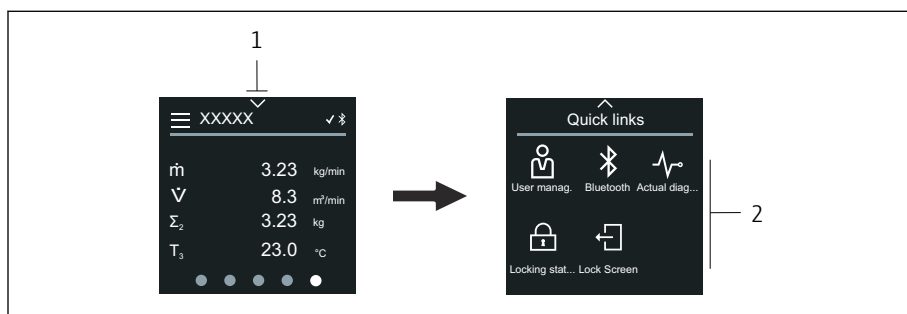 1
XXXXX
ṁ 3.23 kg/min
V̇ 8.3 m³/min
Σ₂ 3.23 kg
T₃ 23.0 °C
Quick links
User manag. Bluetooth Actual diag...
Locking stat... Lock Screen
2